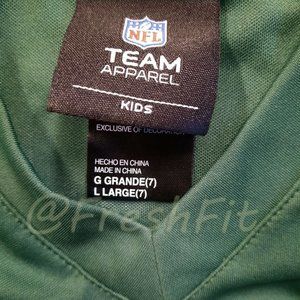 NFL
TEAM
APPAREL
KIDS
EXCLUSIVE OF DECORATION
HECHO EN CHINA
MADE IN CHINA
G GRANDE(7)
L LARGE(7)
@FreshFit